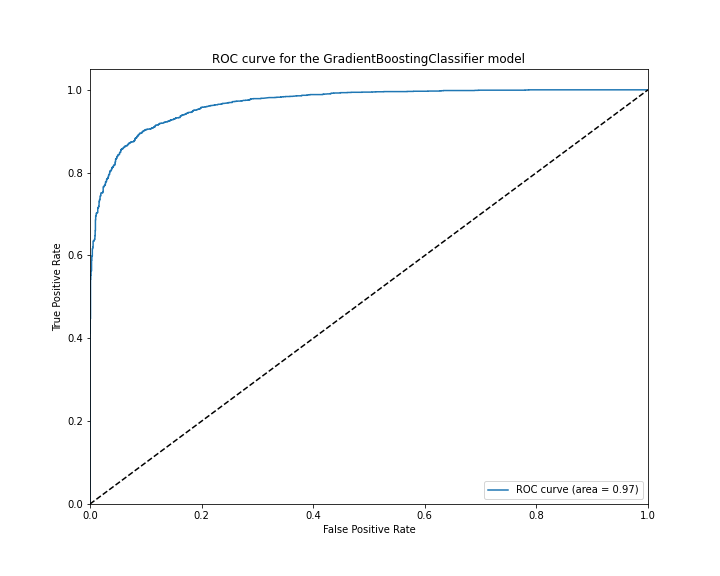 ROC curve for the GradientBoostingClassifier model
1.0
0.8
0.6
0.4
0.2
0.0
True Positive Rate
0.0 0.2 0.4 0.6 0.8 1.0
False Positive Rate
ROC curve (area = 0.97)